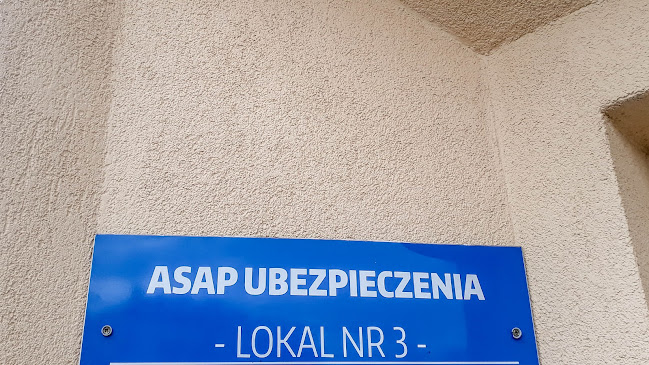 ASAP UBEZPIECZENIA
- LOKAL NR 3 -